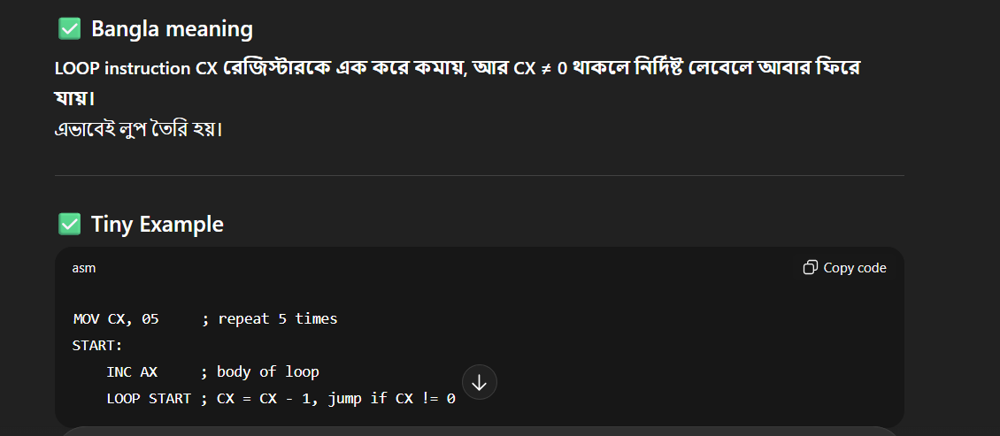 ✅ Bangla meaning
LOOP instruction CX রেজিস্টারকে এক করে কমায়, আর CX ≠ 0 থাকলে নির্দিষ্ট লেবেলে আবার ফিরে
যায়।
এভাবেই লুপ তৈরি হয়।
✅ Tiny Example
asm Copy code
MOV CX, 05     ; repeat 5 times
START:
    INC AX     ; body of loop
    LOOP START ; CX = CX - 1, jump if CX != 0